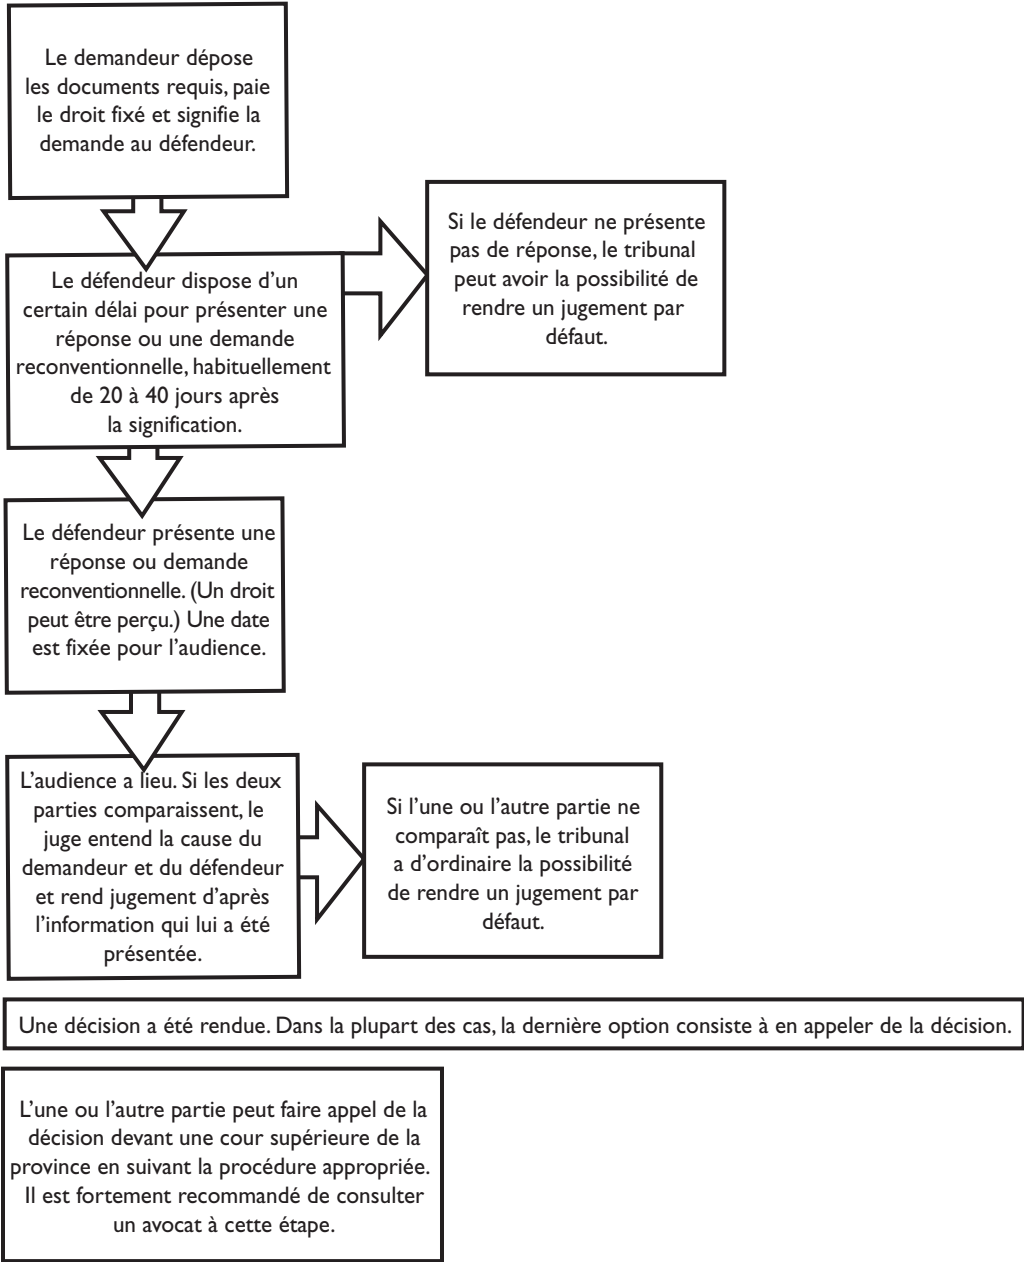 Le demandeur dépose
les documents requis, paie
le droit fixé et signifie la
demande au défendeur.
Si le défendeur ne présente
pas de réponse, le tribunal
peut avoir la possibilité de
rendre un jugement par
défaut.
Le défendeur dispose d’un
certain délai pour présenter une
réponse ou une demande
reconventionnelle, habituellement
de 20 à 40 jours après
la signification.
Le défendeur présente une
réponse ou demande
reconventionnelle. (Un droit
peut être perçu.) Une date
est fixée pour l’audience.
L’audience a lieu. Si les deux
parties comparaissent, le
juge entend la cause du
demandeur et du défendeur
et rend jugement d’après
l’information qui lui a été
présentée.
Si l’une ou l’autre partie ne
comparaît pas, le tribunal
a d’ordinaire la possibilité
de rendre un jugement par
défaut.
Une décision a été rendue. Dans la plupart des cas, la dernière option consiste à en appeler de la décision.
L’une ou l’autre partie peut faire appel de la
décision devant une cour supérieure de la
province en suivant la procédure appropriée.
Il est fortement recommandé de consulter
un avocat à cette étape.